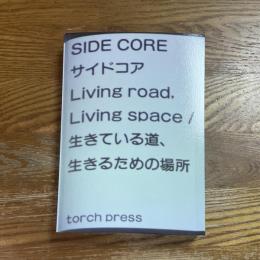 SIDE CORE
サイドコア
Living road,
Living space /
生きている道、
生きるための場所
torch press